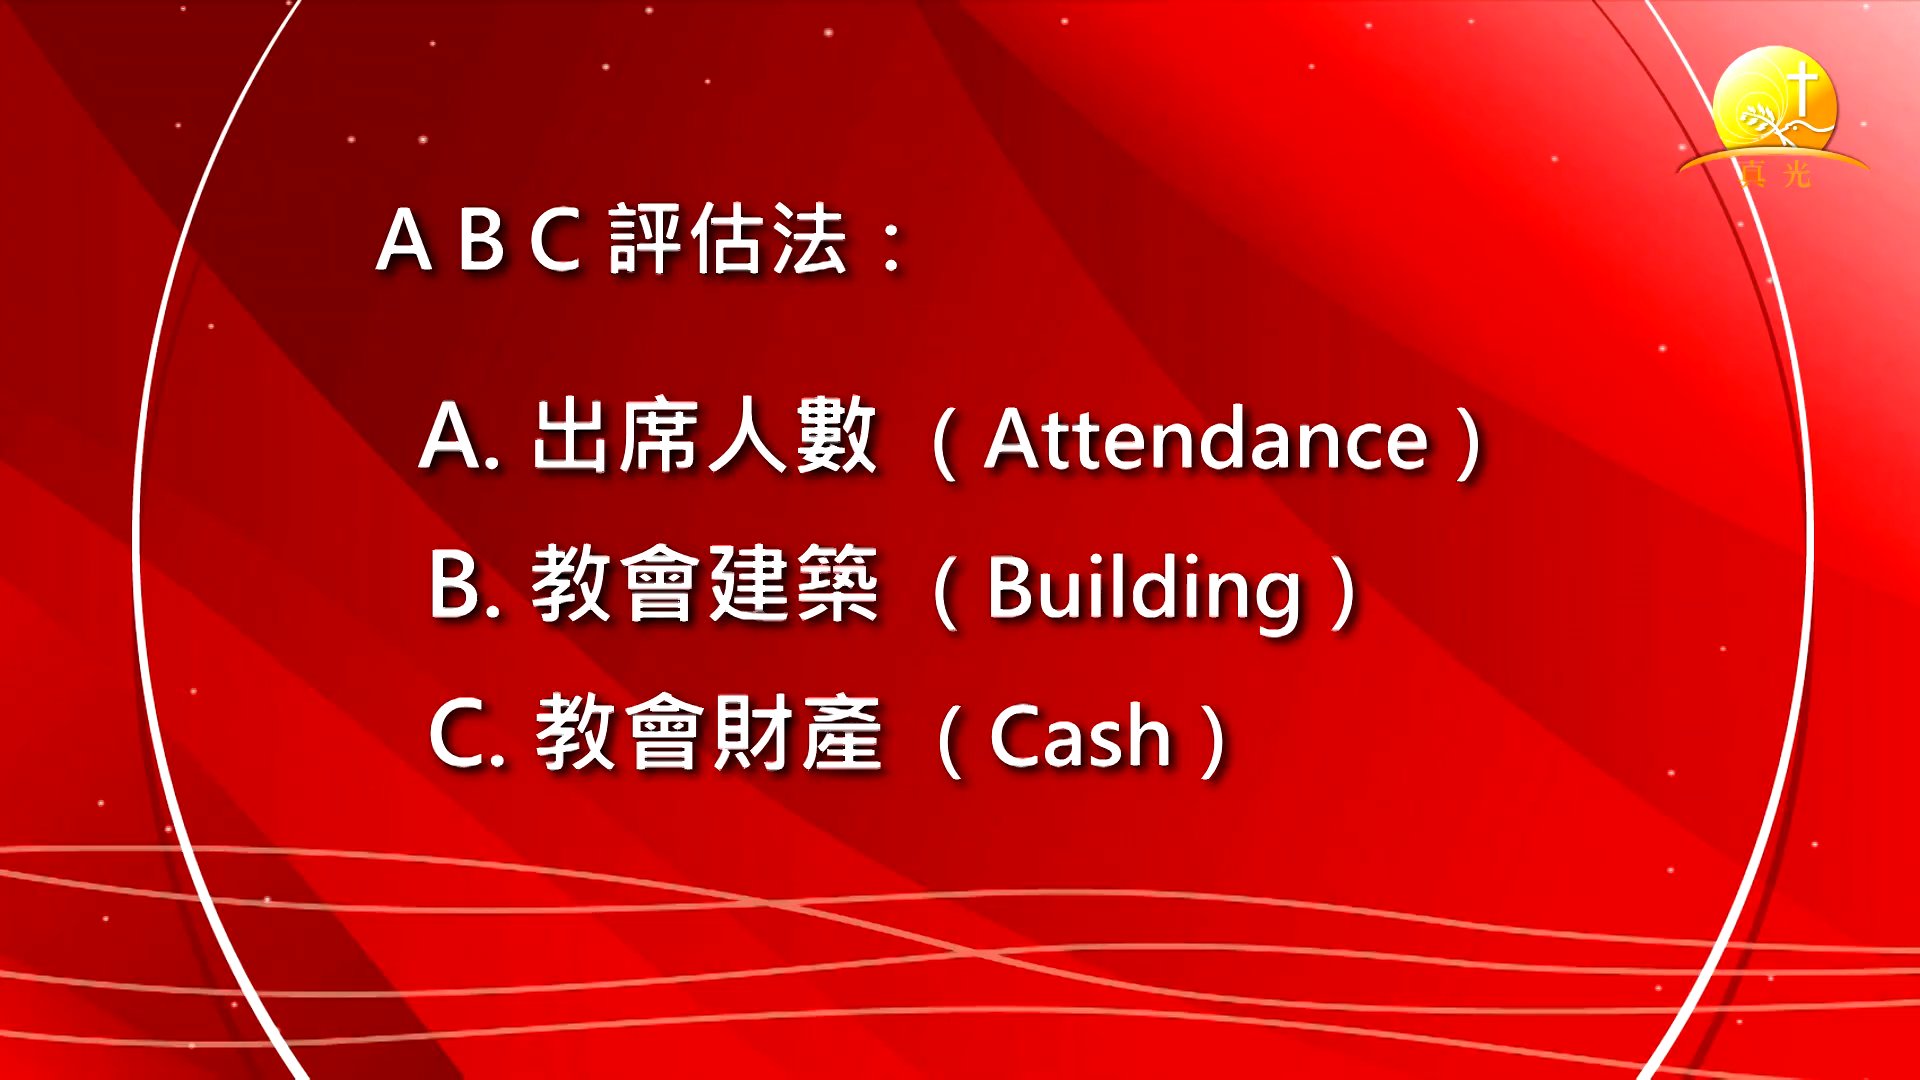 真光
A B C 評估法：
A. 出席人數 （Attendance）
B. 教會建築 （Building）
C. 教會財產 （Cash）